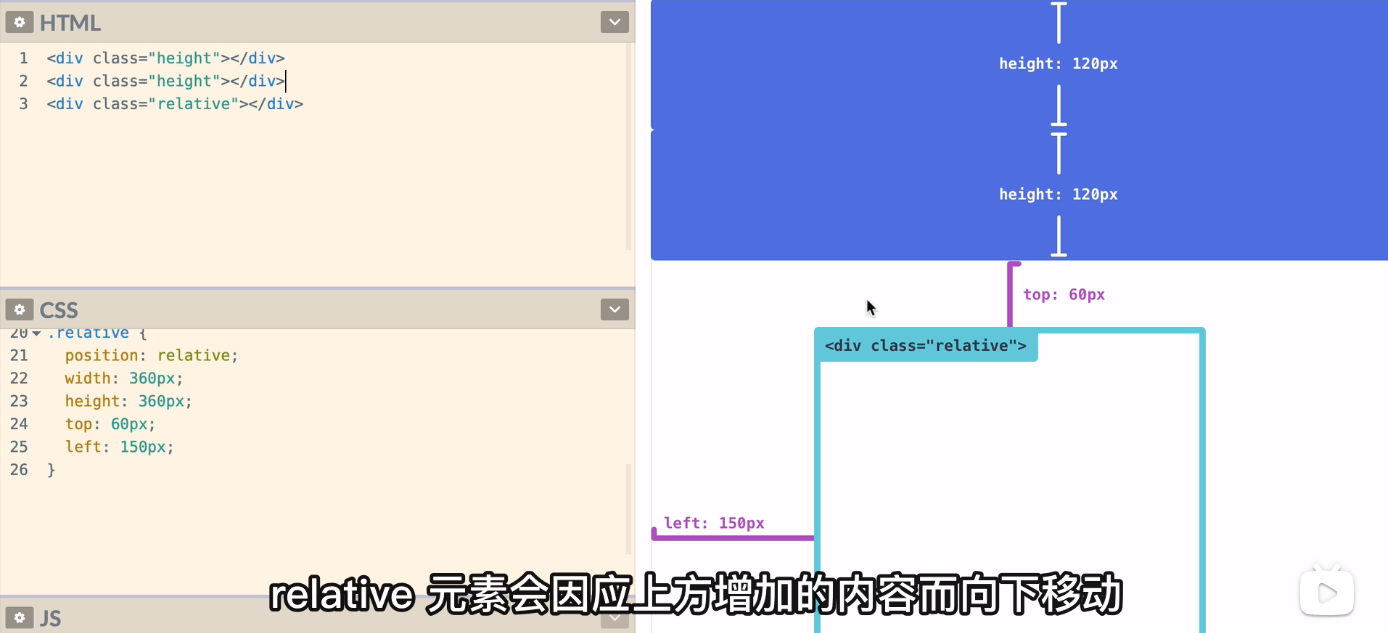 HTML
1 <div class="height"></div>
2 <div class="height"></div>
3 <div class="relative"></div>
CSS
20 .relative {
21 position: relative;
22 width: 360px;
23 height: 360px;
24 top: 60px;
25 left: 150px;
26 }
JS
height: 120px
height: 120px
top: 60px
<div class="relative">
left: 150px
relative 元素会因应上方增加的内容而向下移动